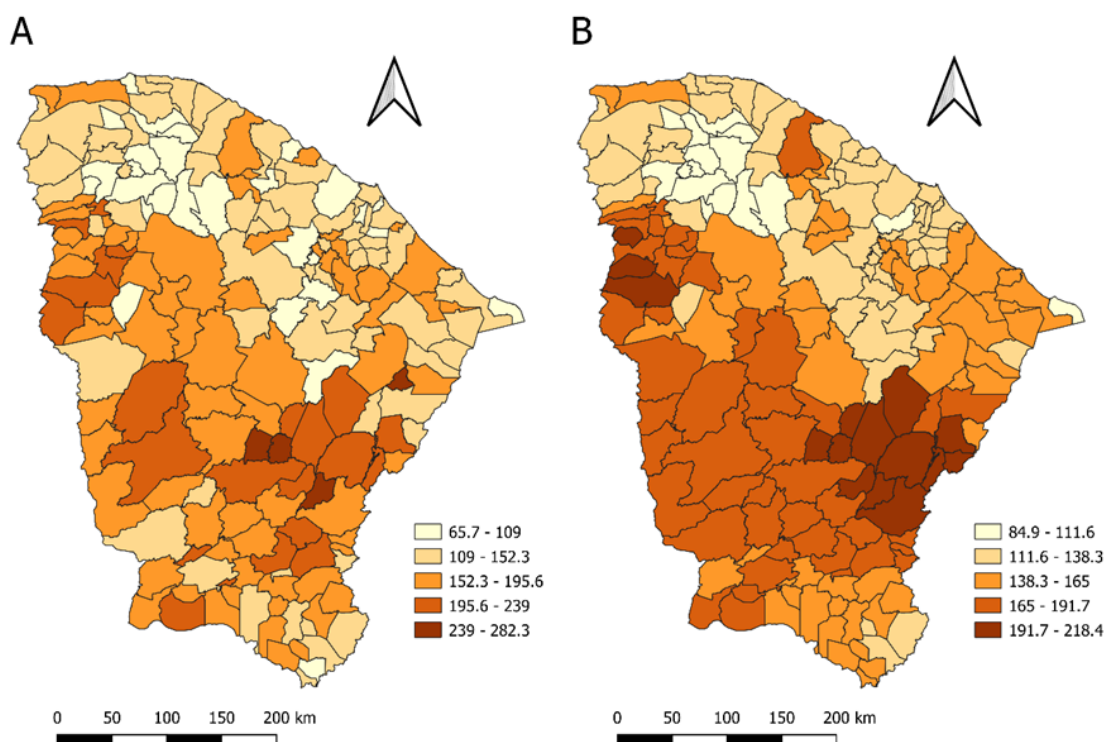 A
B
65.7 - 109
109 - 152.3
152.3 - 195.6
195.6 - 239
239 - 282.3
84.9 - 111.6
111.6 - 138.3
138.3 - 165
165 - 191.7
191.7 - 218.4
0 50 100 150 200 km
0 50 100 150 200 km